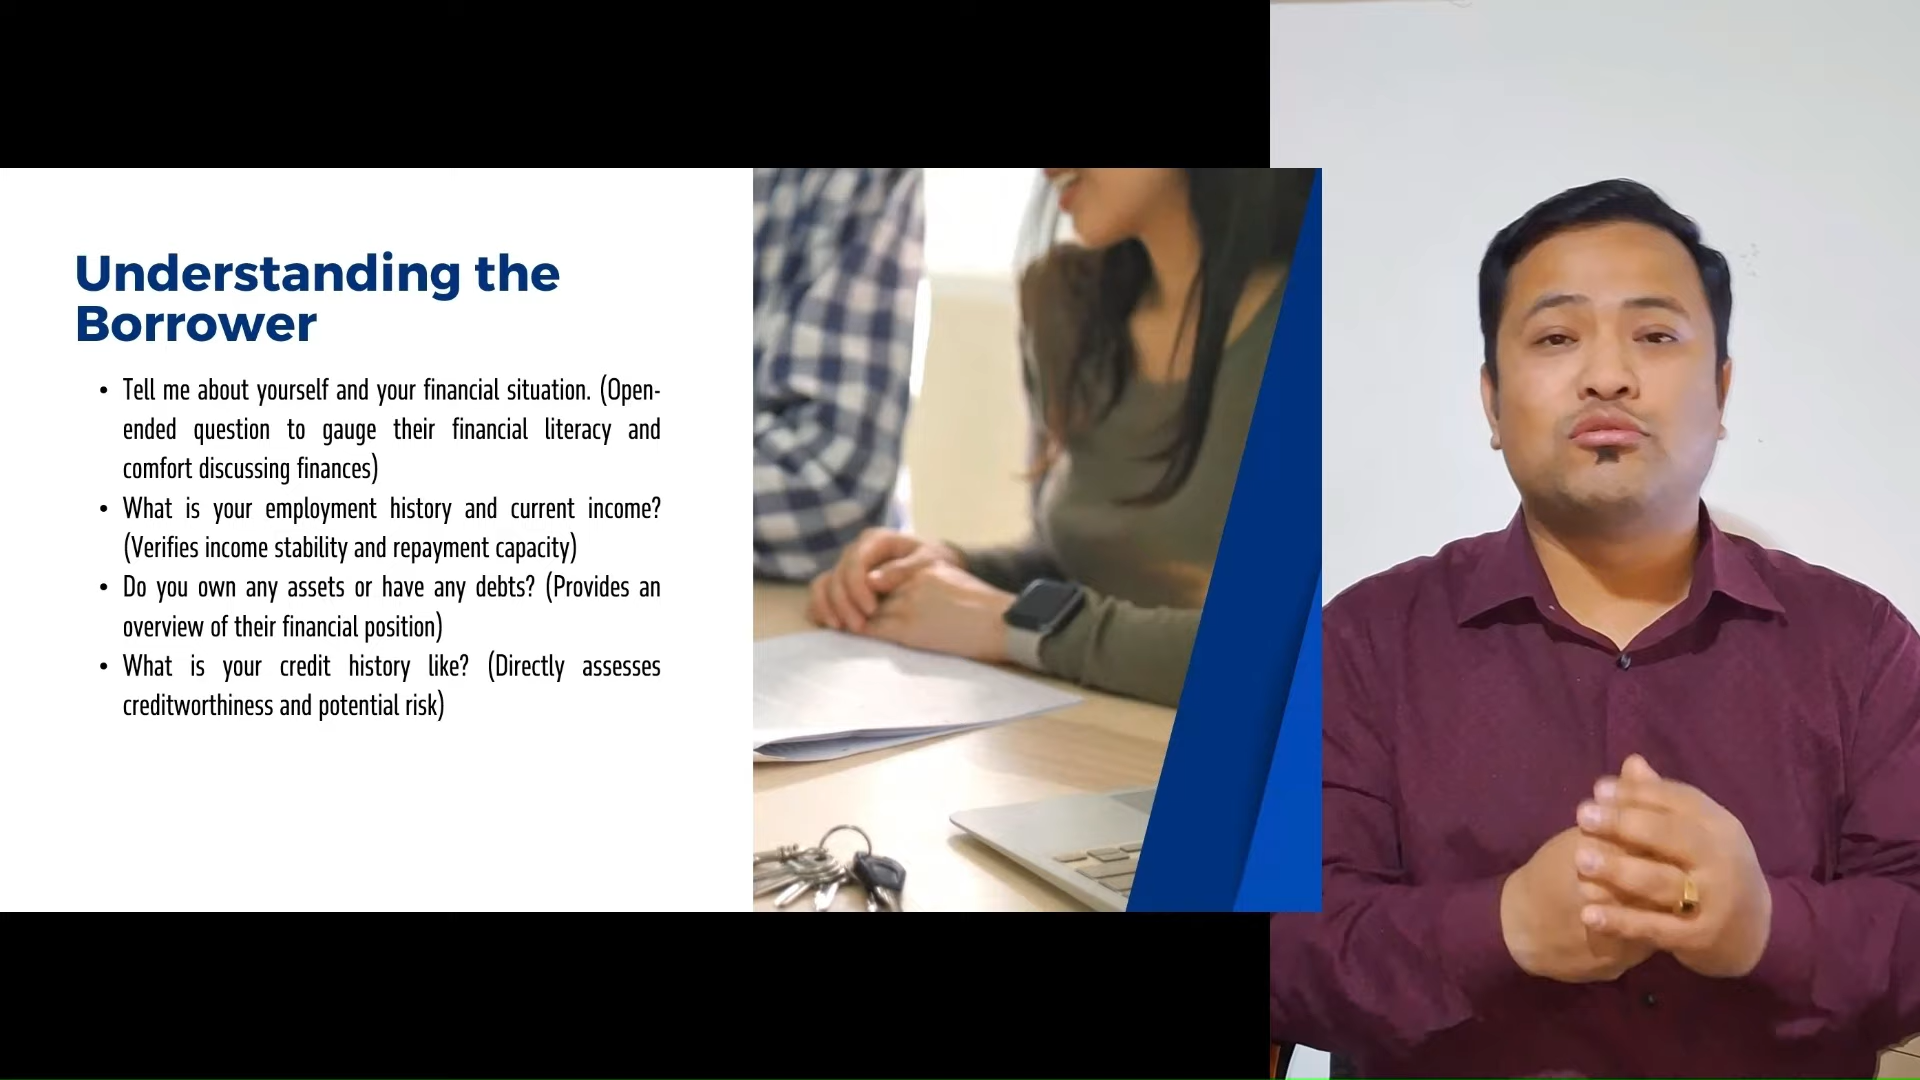 Understanding the
Borrower
• Tell me about yourself and your financial situation. (Open-
ended question to gauge their financial literacy and
comfort discussing finances)
• What is your employment history and current income?
(Verifies income stability and repayment capacity)
• Do you own any assets or have any debts? (Provides an
overview of their financial position)
• What is your credit history like? (Directly assesses
creditworthiness and potential risk)